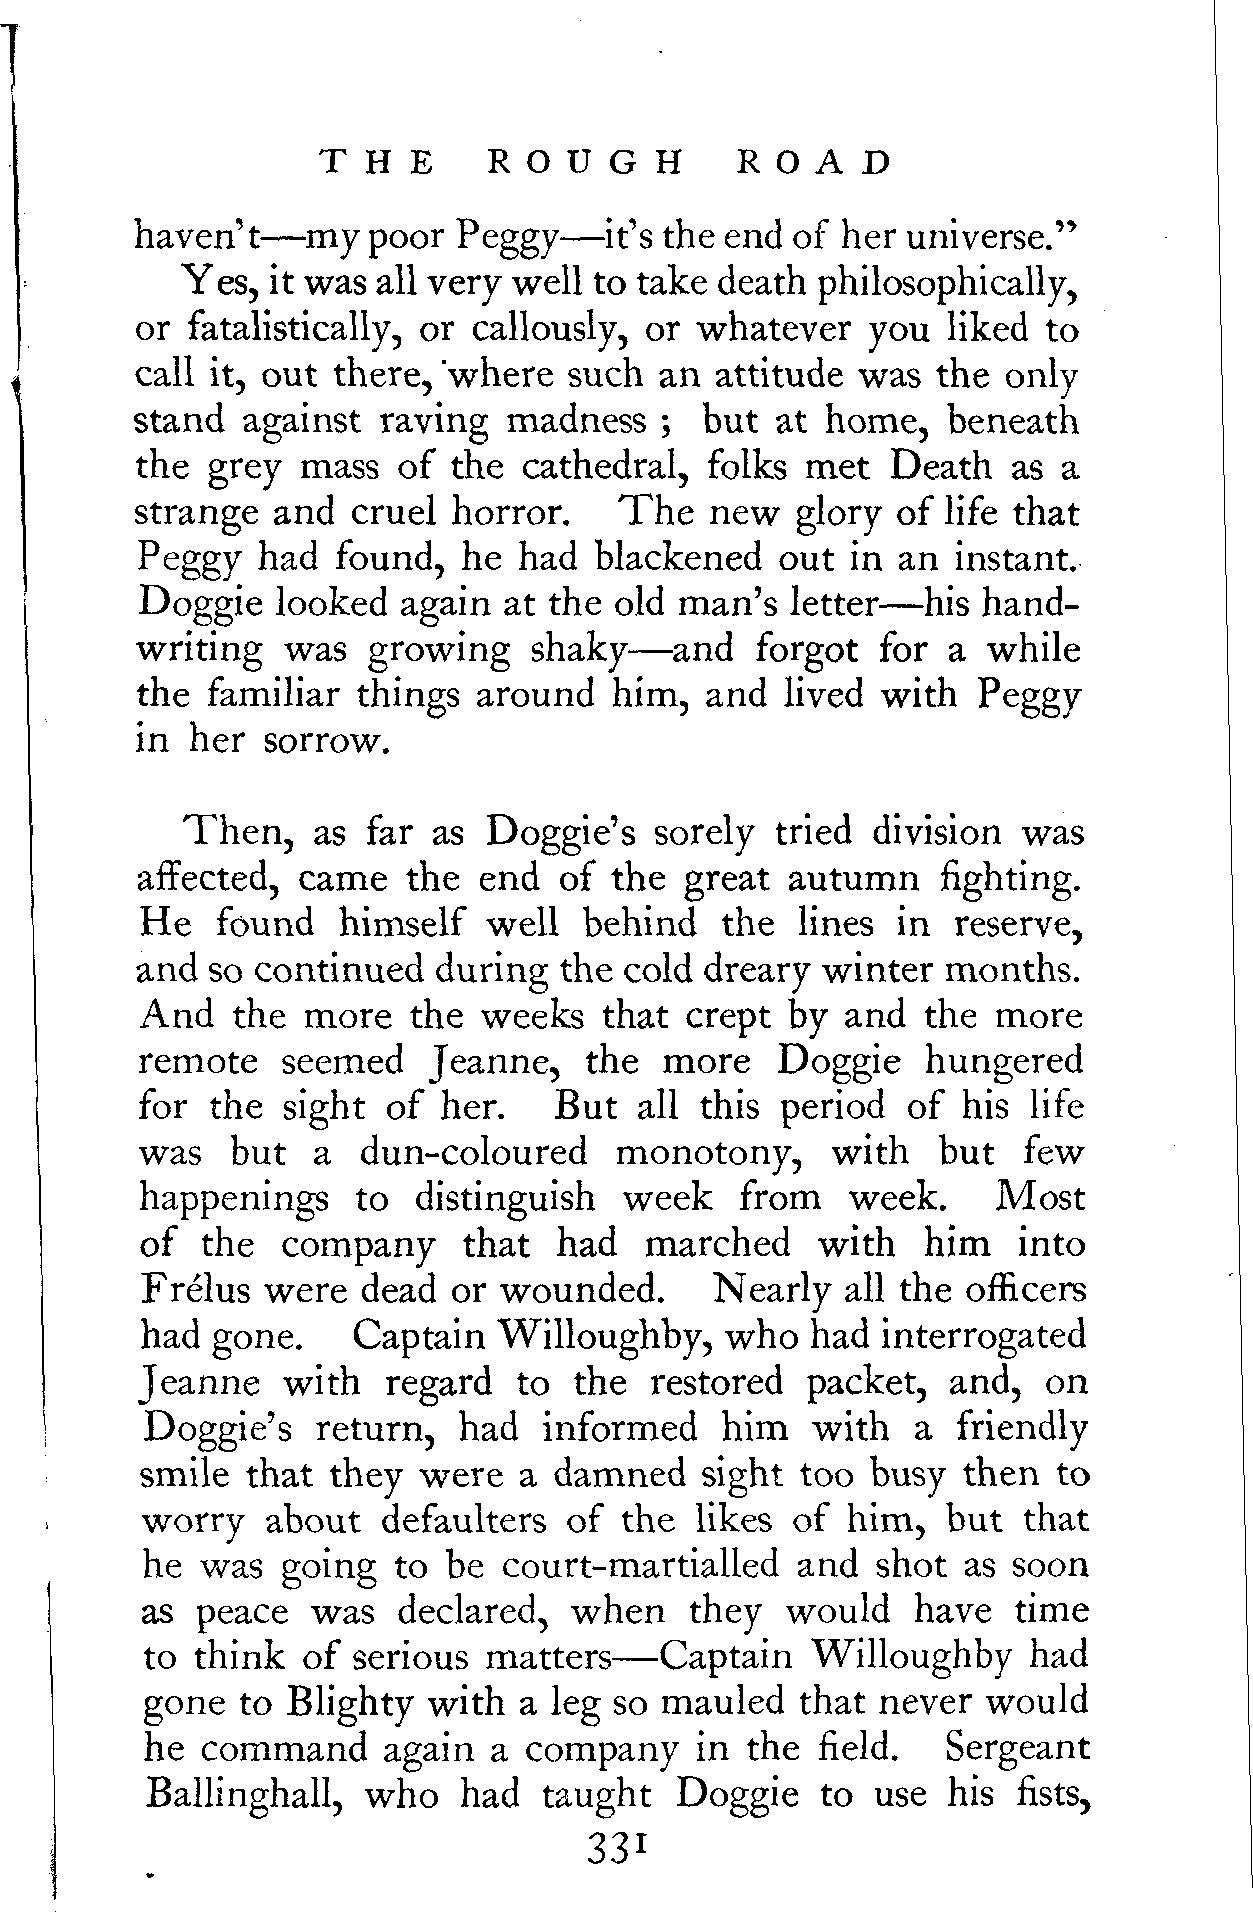 THE ROUGH ROAD
haven't—my poor Peggy—it's the end of her universe."
Yes, it was all very well to take death philosophically,
or fatalistically, or callously, or whatever you liked to
call it, out there, where such an attitude was the only
stand against raving madness ; but at home, beneath
the grey mass of the cathedral, folks met Death as a
strange and cruel horror. The new glory of life that
Peggy had found, he had blackened out in an instant.
Doggie looked again at the old man's letter—his hand-
writing was growing shaky—and forgot for a while
the familiar things around him, and lived with Peggy
in her sorrow.
Then, as far as Doggie's sorely tried division was
affected, came the end of the great autumn fighting.
He found himself well behind the lines in reserve,
and so continued during the cold dreary winter months.
And the more the weeks that crept by and the more
remote seemed Jeanne, the more Doggie hungered
for the sight of her. But all this period of his life
was but a dun-coloured monotony, with but few
happenings to distinguish week from week. Most
of the company that had marched with him into
Frélus were dead or wounded. Nearly all the officers
had gone. Captain Willoughby, who had interrogated
Jeanne with regard to the restored packet, and, on
Doggie's return, had informed him with a friendly
smile that they were a damned sight too busy then to
worry about defaulters of the likes of him, but that
he was going to be court-martialled and shot as soon
as peace was declared, when they would have time
to think of serious matters—Captain Willoughby had
gone to Blighty with a leg so mauled that never would
he command again a company in the field. Sergeant
Ballinghall, who had taught Doggie to use his fists,
331